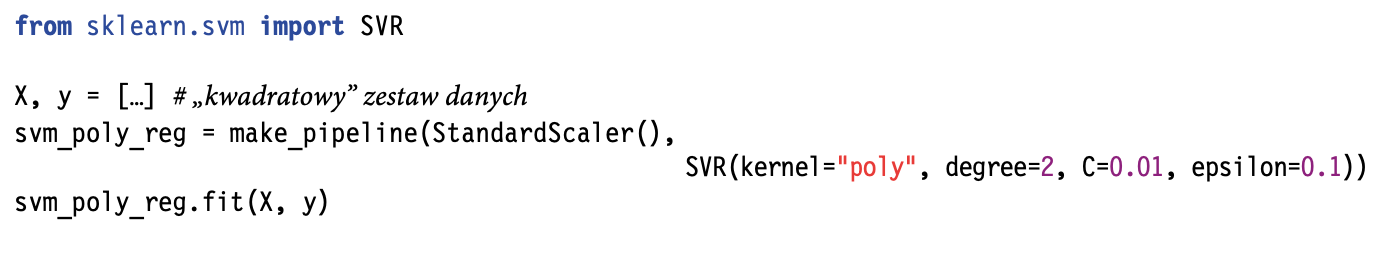 from sklearn.svm import SVR
X, y = […] # „kwadratowy” zestaw danych
svm_poly_reg = make_pipeline(StandardScaler(),
SVR(kernel="poly", degree=2, C=0.01, epsilon=0.1))
svm_poly_reg.fit(X, y)